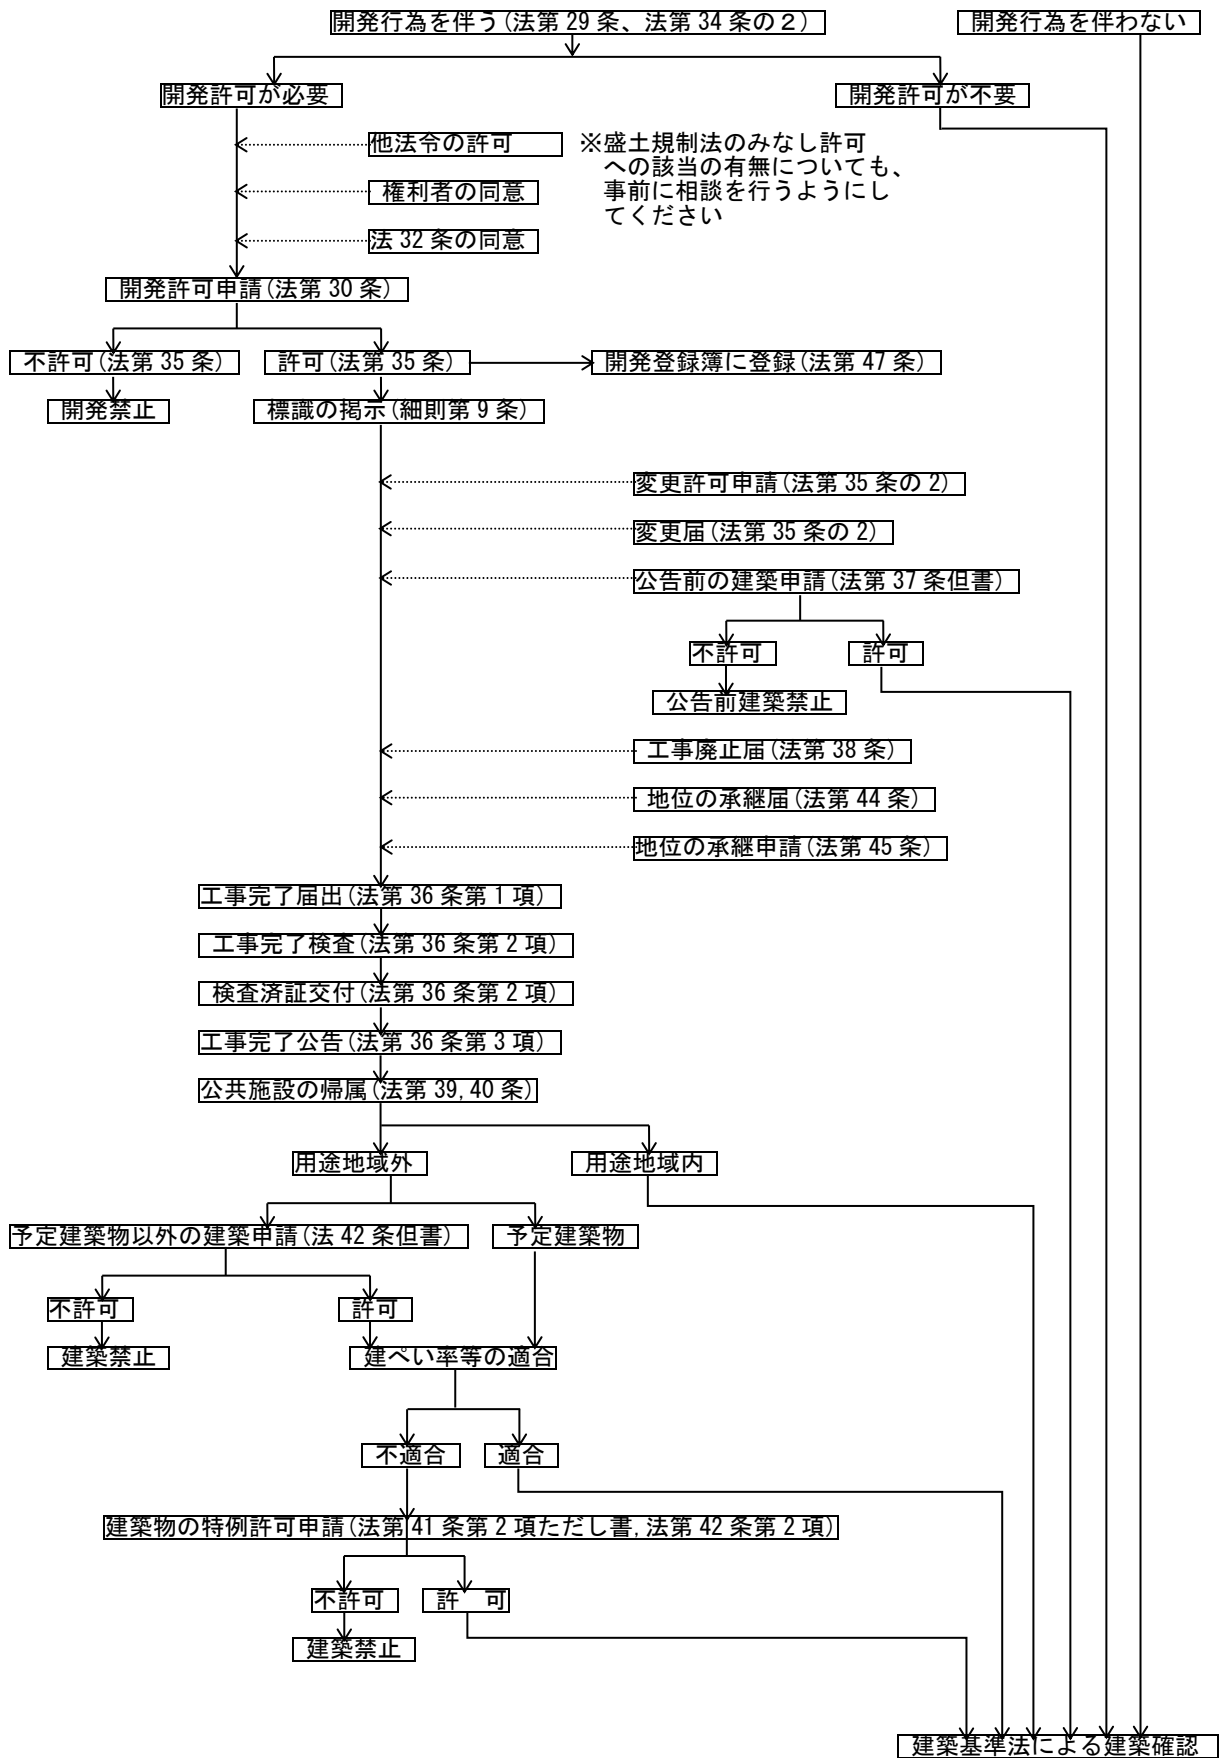 開発行為を伴う(法第29条、法第34条の２)
開発行為を伴わない
開発許可が必要
開発許可が不要
他法令の許可
※盛土規制法のみなし許可
への該当の有無についても、
事前に相談を行うようにし
てください
権利者の同意
法32条の同意
開発許可申請(法第30条)
不許可(法第35条)
許可(法第35条)
開発登録簿に登録(法第47条)
開発禁止
標識の掲示(細則第9条)
変更許可申請(法第35条の2)
変更届(法第35条の2)
公告前の建築申請(法第37条但書)
不許可
許可
公告前建築禁止
工事廃止届(法第38条)
地位の承継届(法第44条)
地位の承継申請(法第45条)
工事完了届出(法第36条第1項)
工事完了検査(法第36条第2項)
検査済証交付(法第36条第2項)
工事完了公告(法第36条第3項)
公共施設の帰属(法第39,40条)
用途地域外
用途地域内
予定建築物以外の建築申請(法42条但書)
予定建築物
不許可
許可
建築禁止
建ぺい率等の適合
不適合
適合
建築物の特例許可申請(法第41条第2項ただし書,法第42条第2項)
不許可
許　可
建築禁止
建築基準法による建築確認